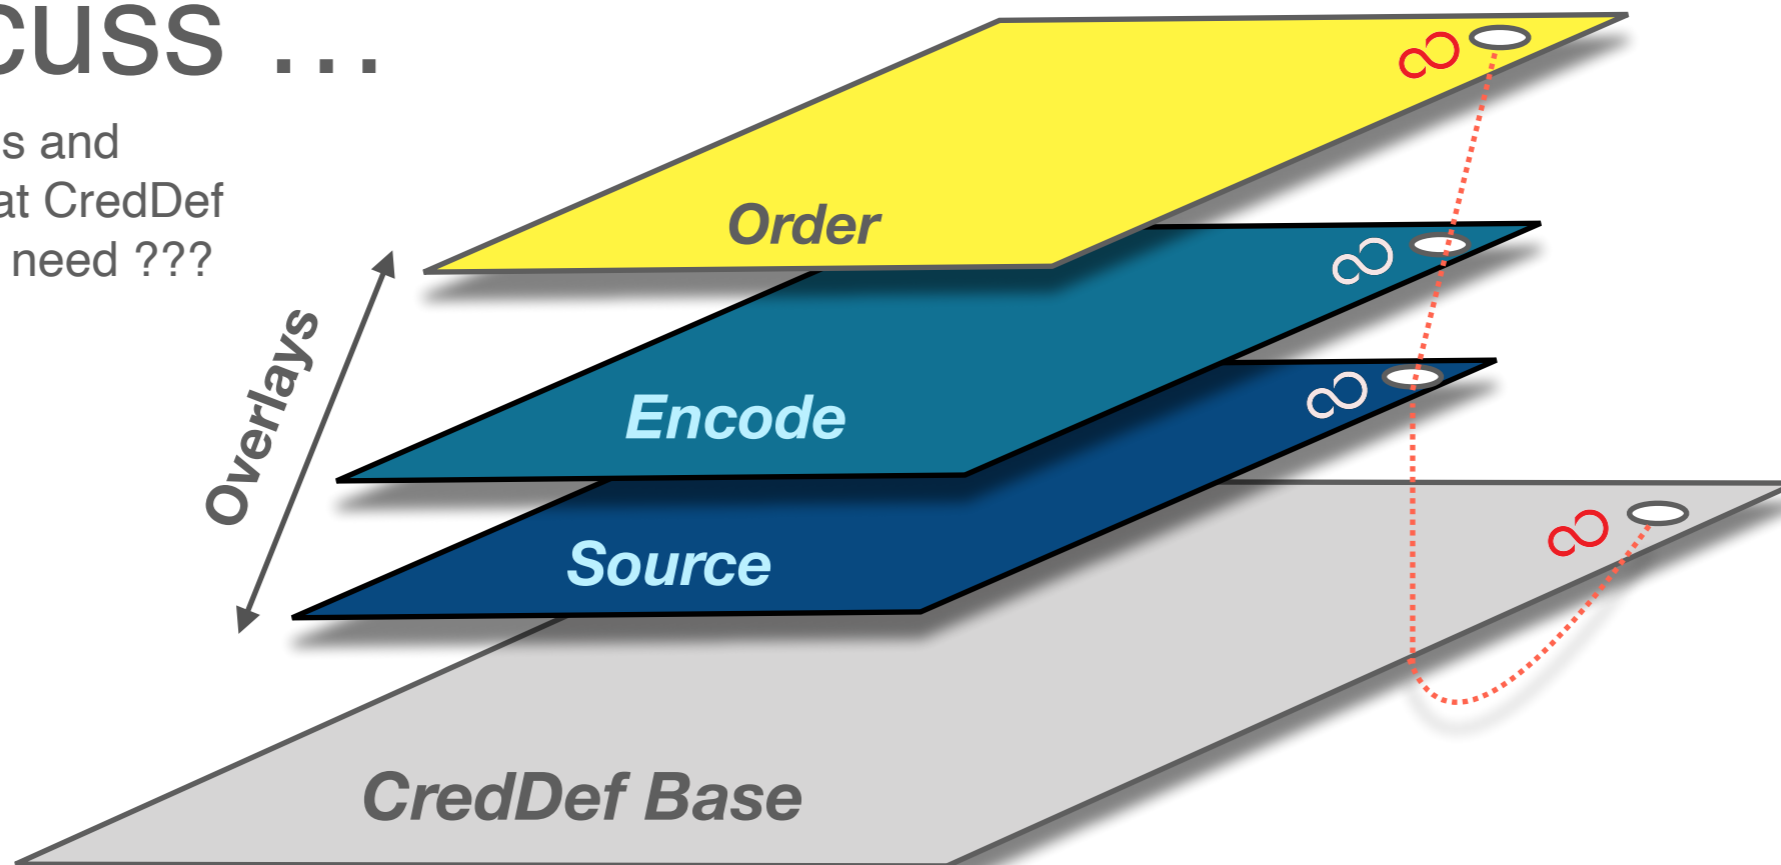 cuss ...
s and
at CredDef
need ???
Overlays
Order
∞
Encode
∞
Source
∞
CredDef Base
∞